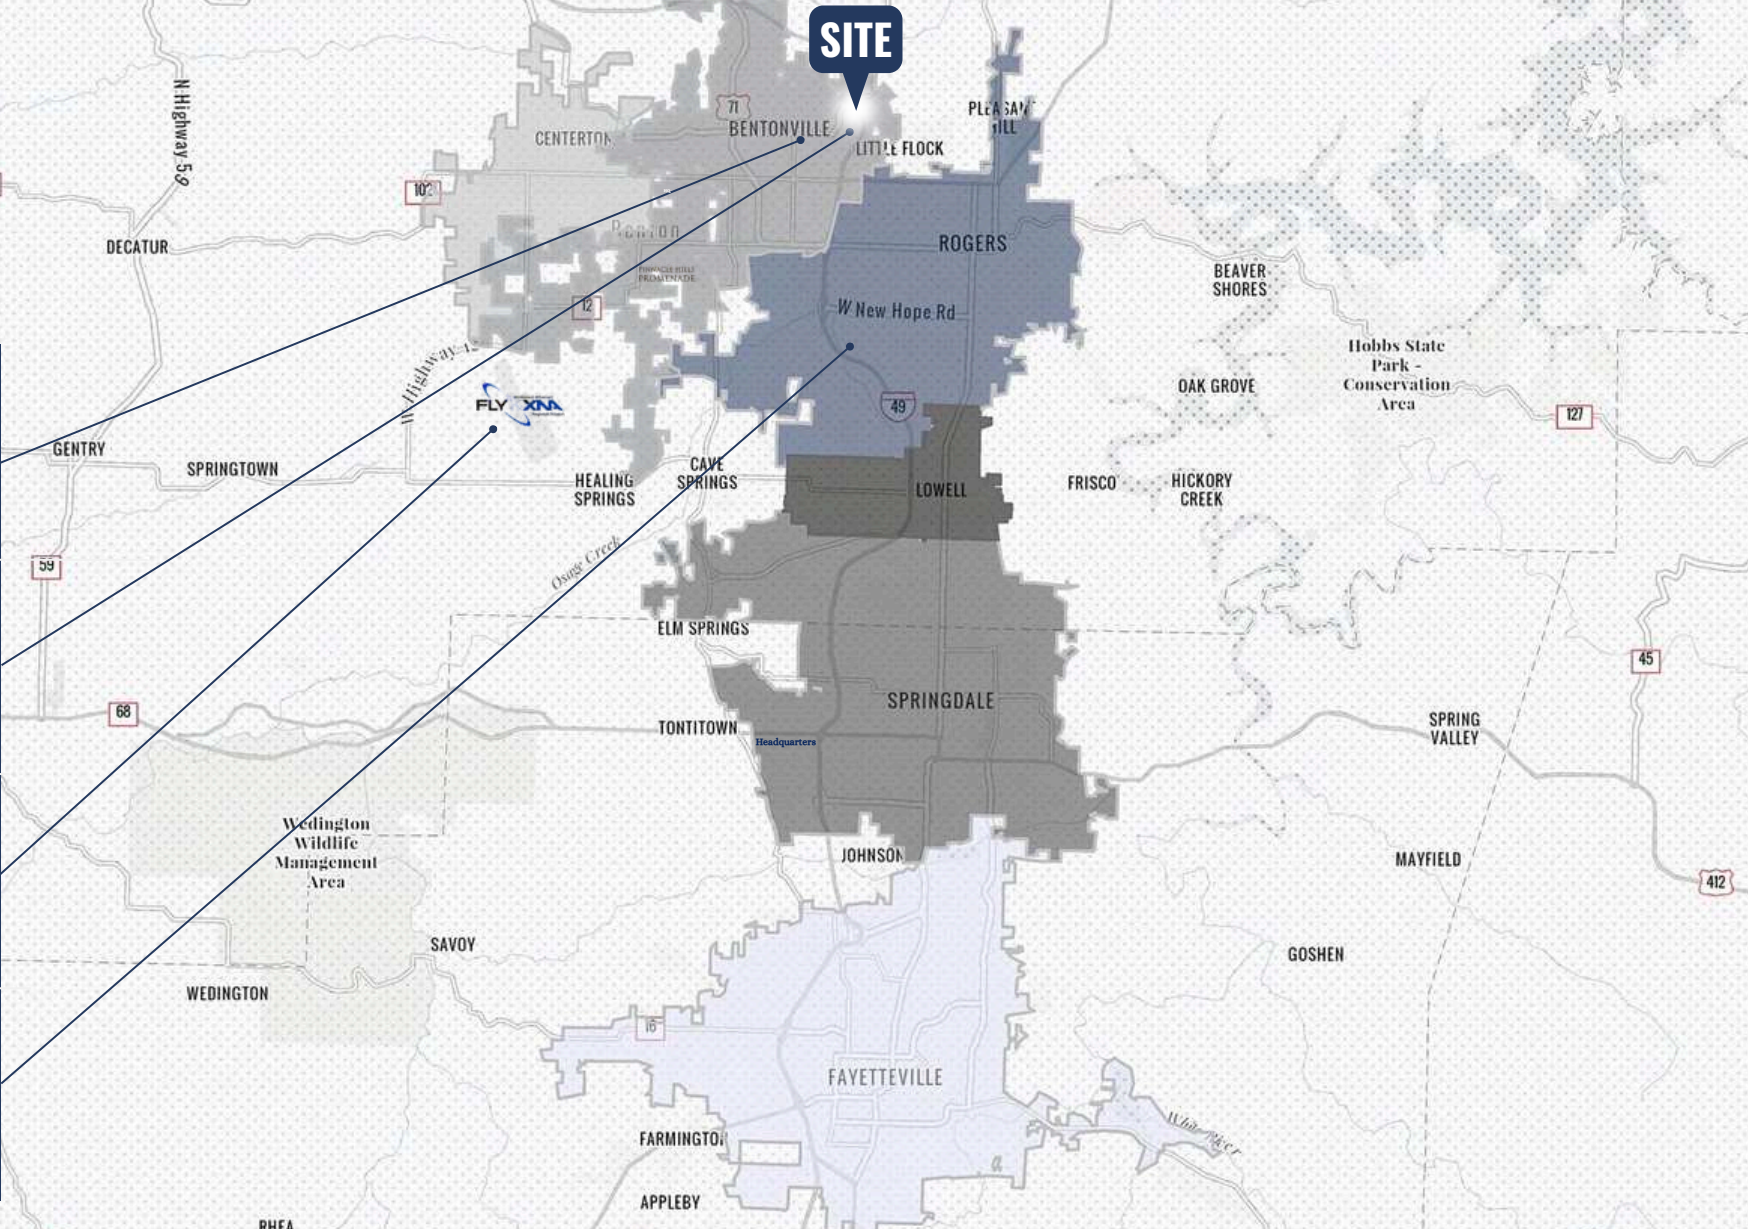 SITE
N Highway 59
71
BENTONVILLE
CENTERTON
PLEASANT
HILL
LITTLE FLOCK
102
DECATUR
ROGERS
PINNACLE HILLS
PROMENADE
BEAVER
SHORES
12
W New Hope Rd
Hobbs State
Park -
Conservation
Area
OAK GROVE
FLY XNA
49
127
GENTRY
SPRINGTOWN
CAVE
SPRINGS
HEALING
SPRINGS
LOWELL
FRISCO
HICKORY
CREEK
Osage Creek
59
ELM SPRINGS
45
SPRINGDALE
68
TONTITOWN
Headquarters
SPRING
VALLEY
Wedington
Wildlife
Management
Area
JOHNSON
MAYFIELD
412
SAVOY
GOSHEN
WEDINGTON
16
FAYETTEVILLE
White River
FARMINGTON
APPLEBY
RHEA